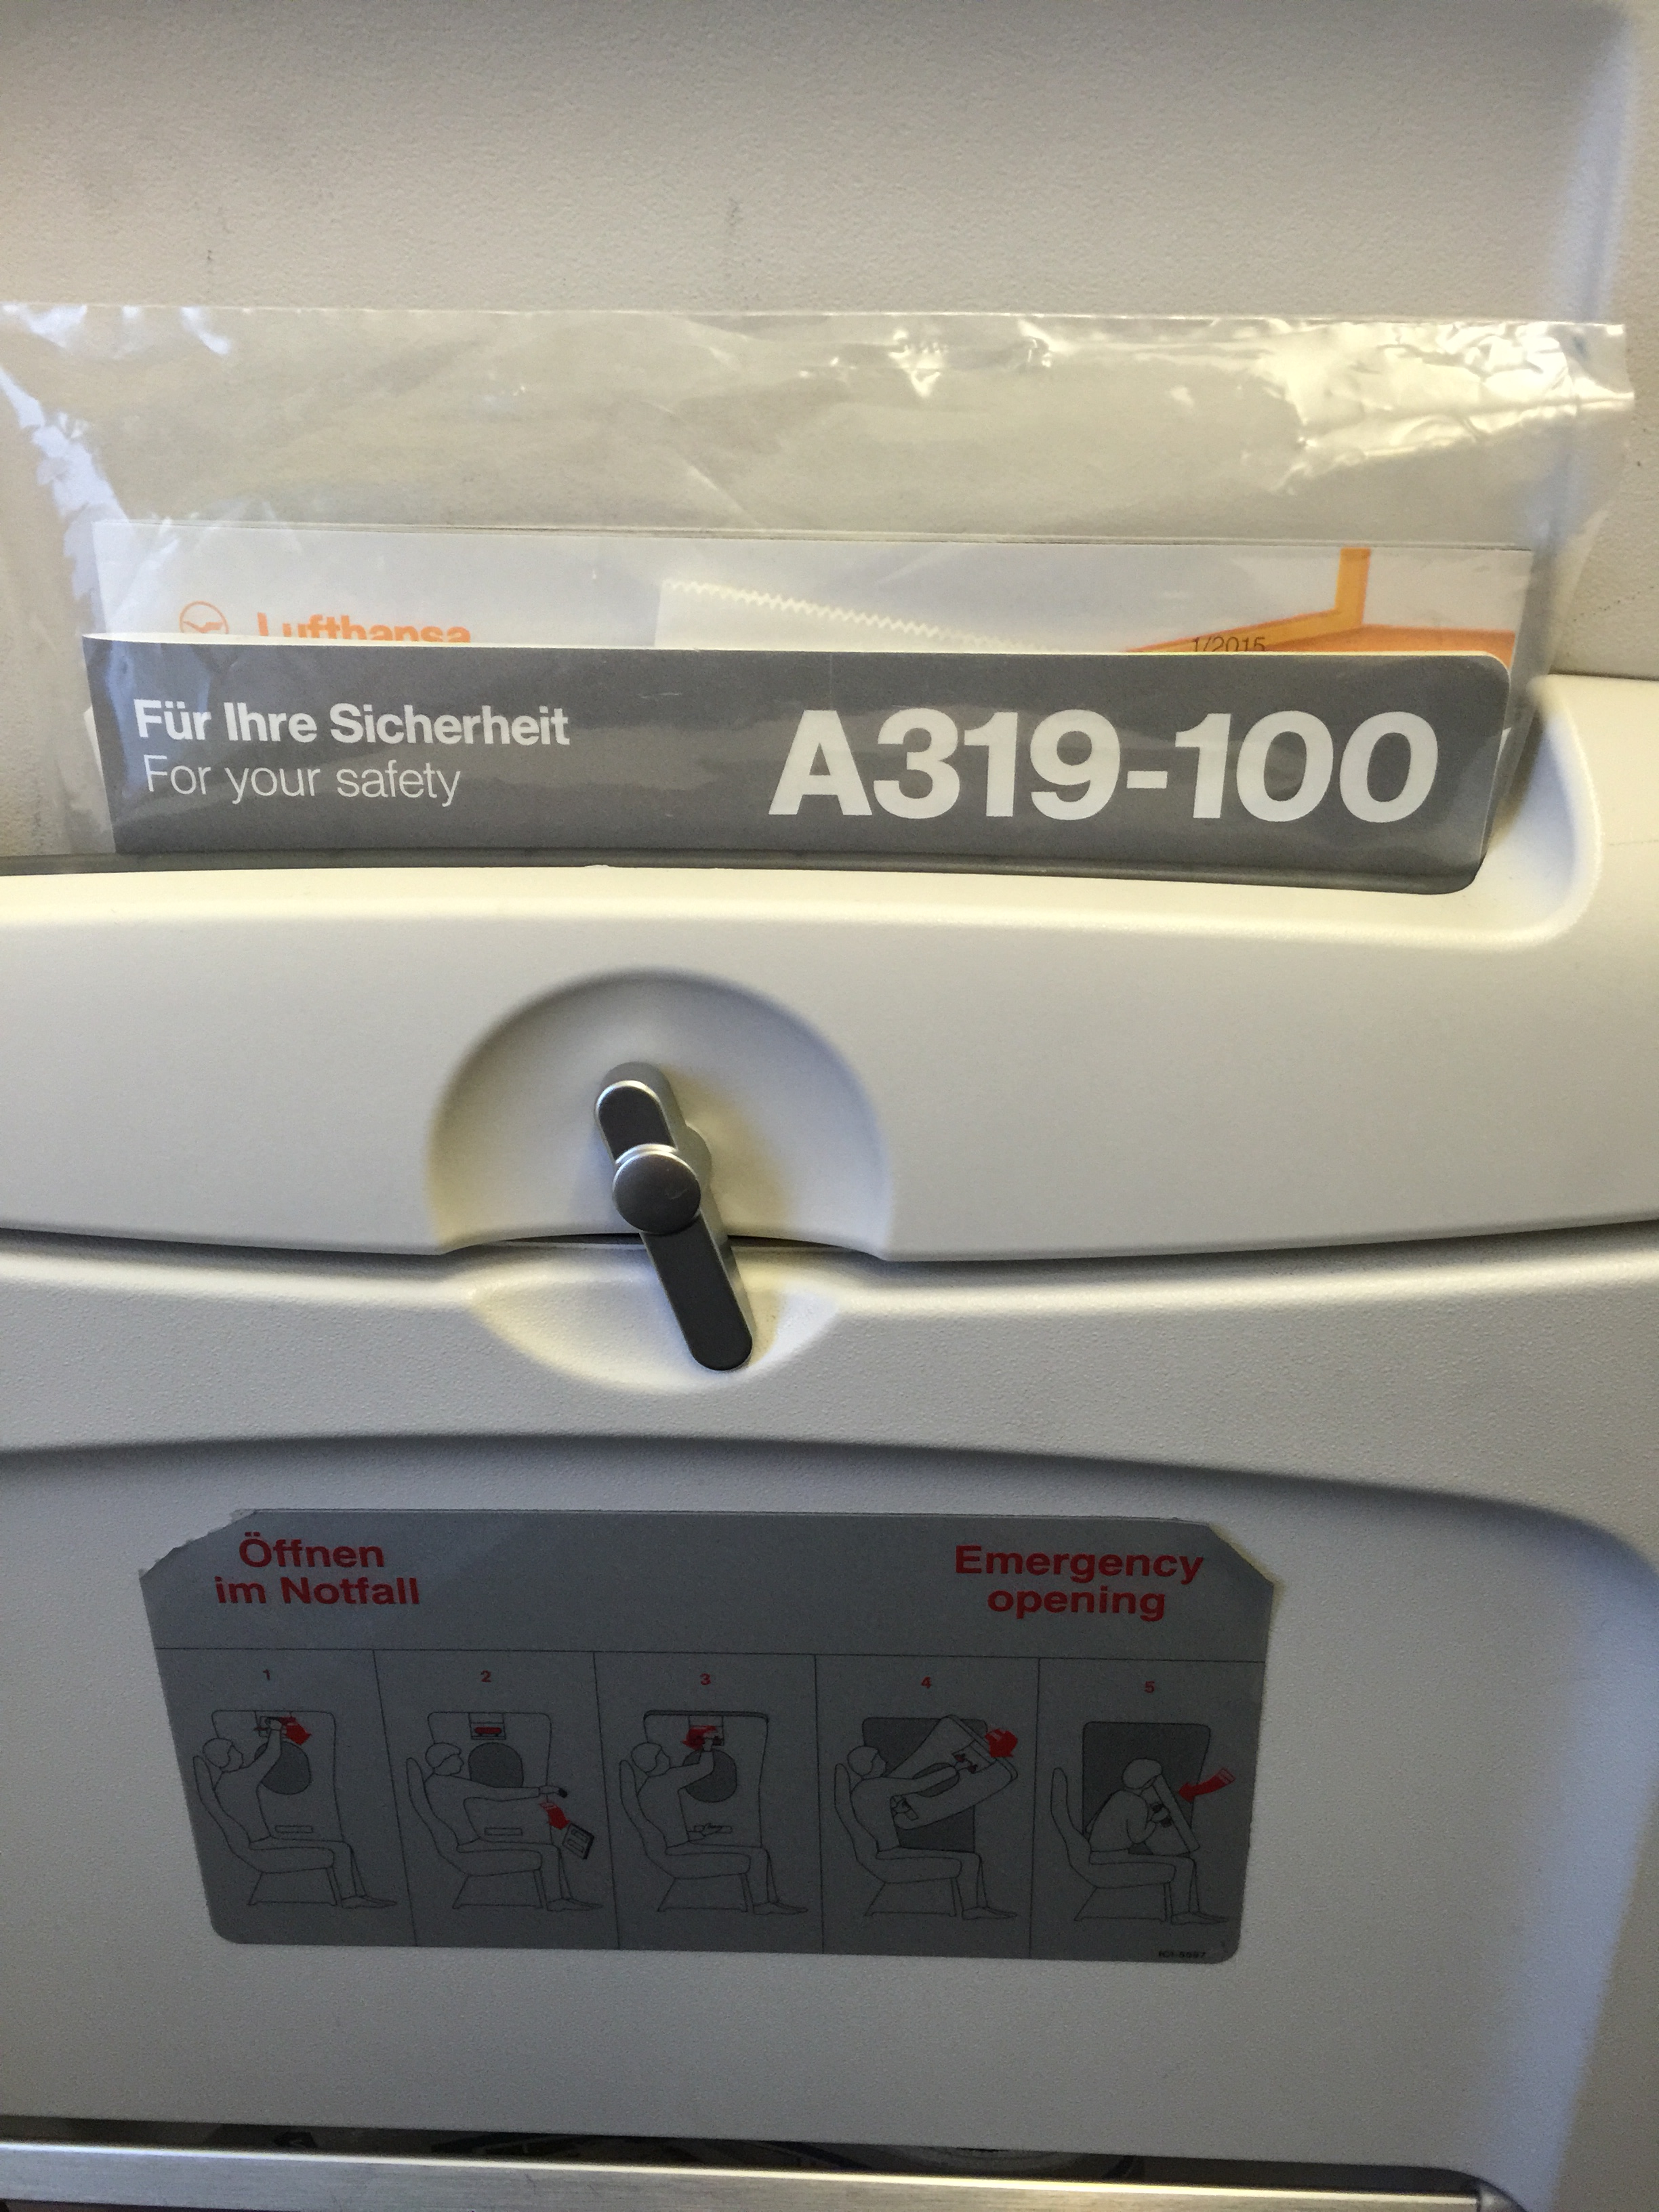 Lufthansa
1/2015
Für Ihre Sicherheit
For your safety
A319-100
Öffnen
im Notfall
Emergency
opening
1
2
3
4
5